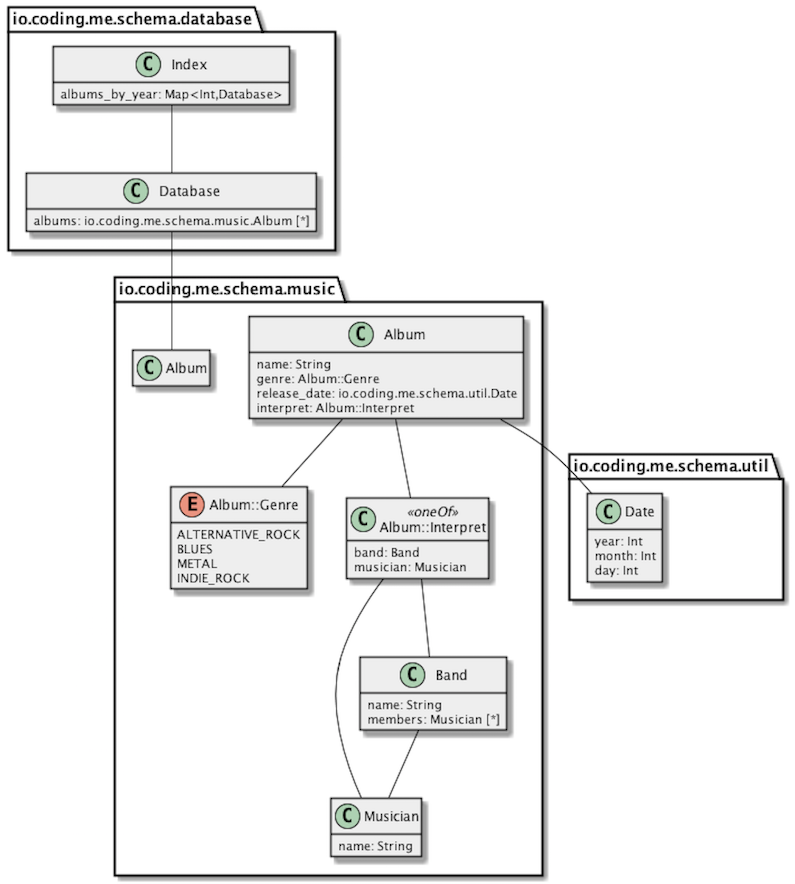 io.coding.me.schema.database
C Index
albums_by_year: Map<Int,Database>
C Database
albums: io.coding.me.schema.music.Album [*]
io.coding.me.schema.music
C Album
C Album
name: String
genre: Album::Genre
release_date: io.coding.me.schema.util.Date
interpret: Album::Interpret
io.coding.me.schema.util
E Album::Genre
ALTERNATIVE_ROCK
BLUES
METAL
INDIE_ROCK
«oneOf»
C Album::Interpret
band: Band
musician: Musician
C Date
year: Int
month: Int
day: Int
C Band
name: String
members: Musician [*]
C Musician
name: String